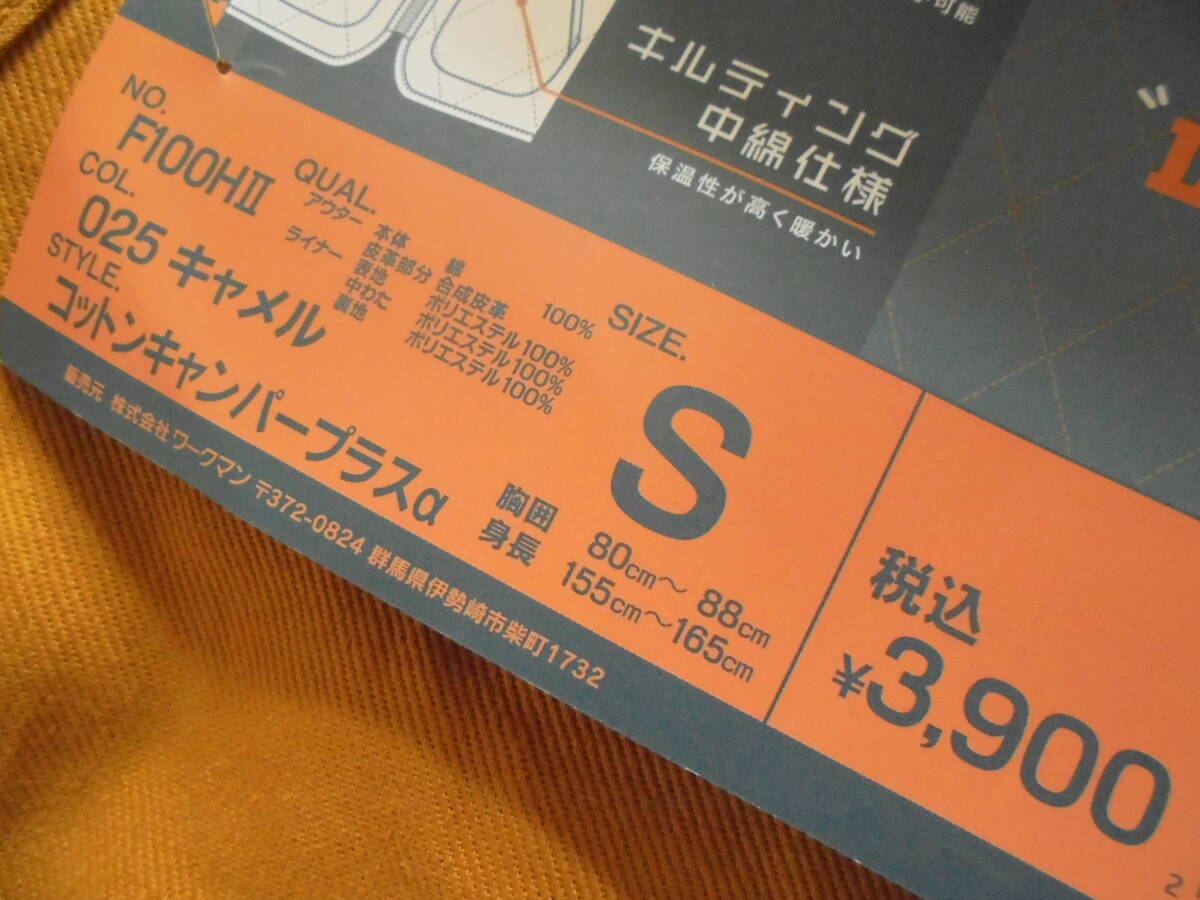 可能
キルティング
中綿仕様
保温性が高く暖かい
NO.
F100HⅡ
COL.
025 キャメル
STYLE.
コットンキャンパープラスα
QUAL.
アウター 本体 綿 100%
皮革部分 合成皮革
ライナー 表地 ポリエステル100%
中わた ポリエステル100%
裏地 ポリエステル100%
SIZE.
S
胸囲 80cm〜 88cm
身長 155cm〜165cm
税込
¥3,900
販売元 株式会社ワークマン 〒372-0824 群馬県伊勢崎市柴町1732